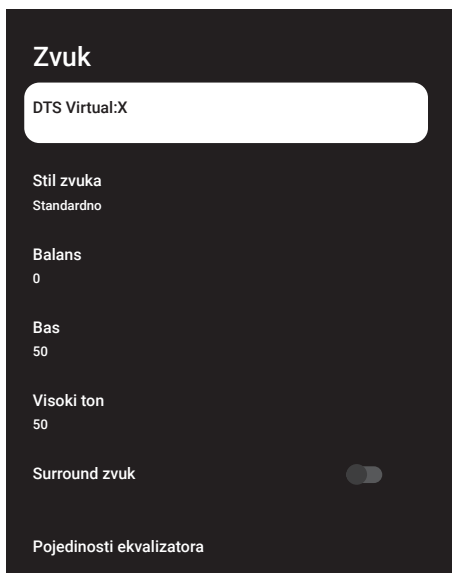 Zvuk
DTS Virtual:X
Stil zvuka
Standardno
Balans
0
Bas
50
Visoki ton
50
Surround zvuk
Pojedinosti ekvalizatora